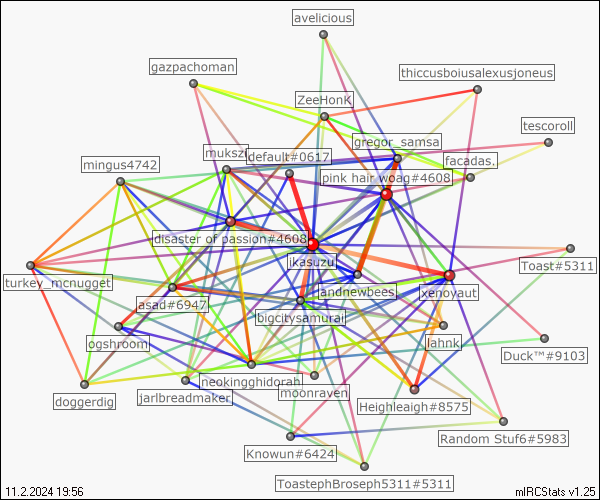 avelicious
gazpachoman
thiccusboiusalexusjoneus
ZeeHonK
tescoroll
gregor_samsa
mukszi
default#0617
facadas.
mingus4742
pink hair woag#4608
disaster of passion#4608
ikasuzu
Toast#5311
turkey_mcnugget
andnewbees
xenoyaut
asad#6947
bigcitysamurai
ogshroom
lahnk
Duck™#9103
neokingghidorah
moonraven
doggerdig
jarlbreadmaker
Heighleaigh#8575
Random Stuf6#5983
Knowun#6424
ToastephBroseph5311#5311
11.2.2024 19:56
mIRCStats v1.25